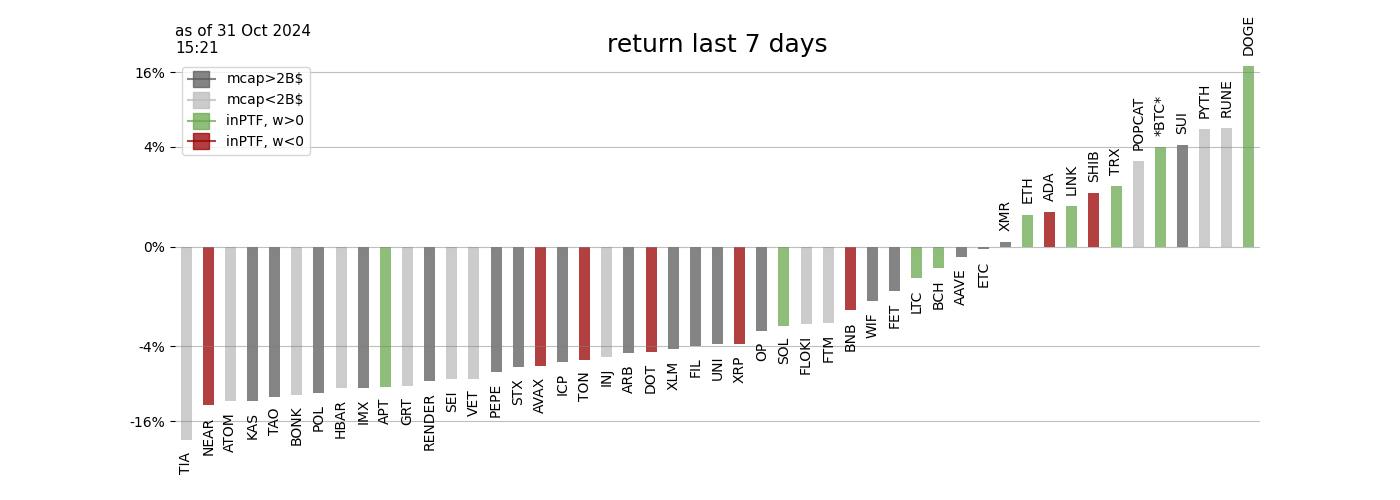 as of 31 Oct 2024
15:21
return last 7 days
mcap>2B$
mcap<2B$
inPTF, w>0
inPTF, w<0
16%
4%
0%
-4%
-16%
TIA
NEAR
ATOM
KAS
TAO
BONK
POL
HBAR
IMX
APT
GRT
RENDER
SEI
VET
PEPE
STX
AVAX
ICP
TON
INJ
ARB
DOT
XLM
FIL
UNI
XRP
OP
SOL
FLOKI
FTM
BNB
WIF
FET
LTC
BCH
AAVE
ETC
XMR
ETH
ADA
LINK
SHIB
TRX
POPCAT
*BTC*
SUI
PYTH
RUNE
DOGE